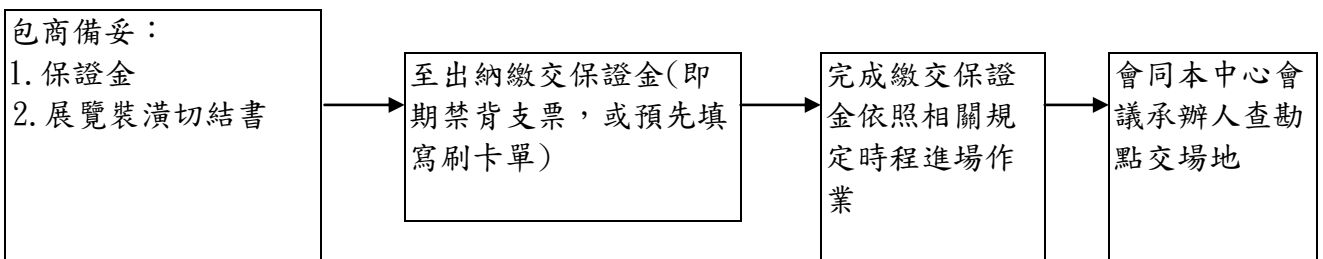 包商備妥：
1. 保證金
2. 展覽裝潢切結書
至出納繳交保證金(即
期禁背支票，或預先填
寫刷卡單)
完成繳交保證
金依照相關規
定時程進場作
業
會同本中心會
議承辦人查勘
點交場地